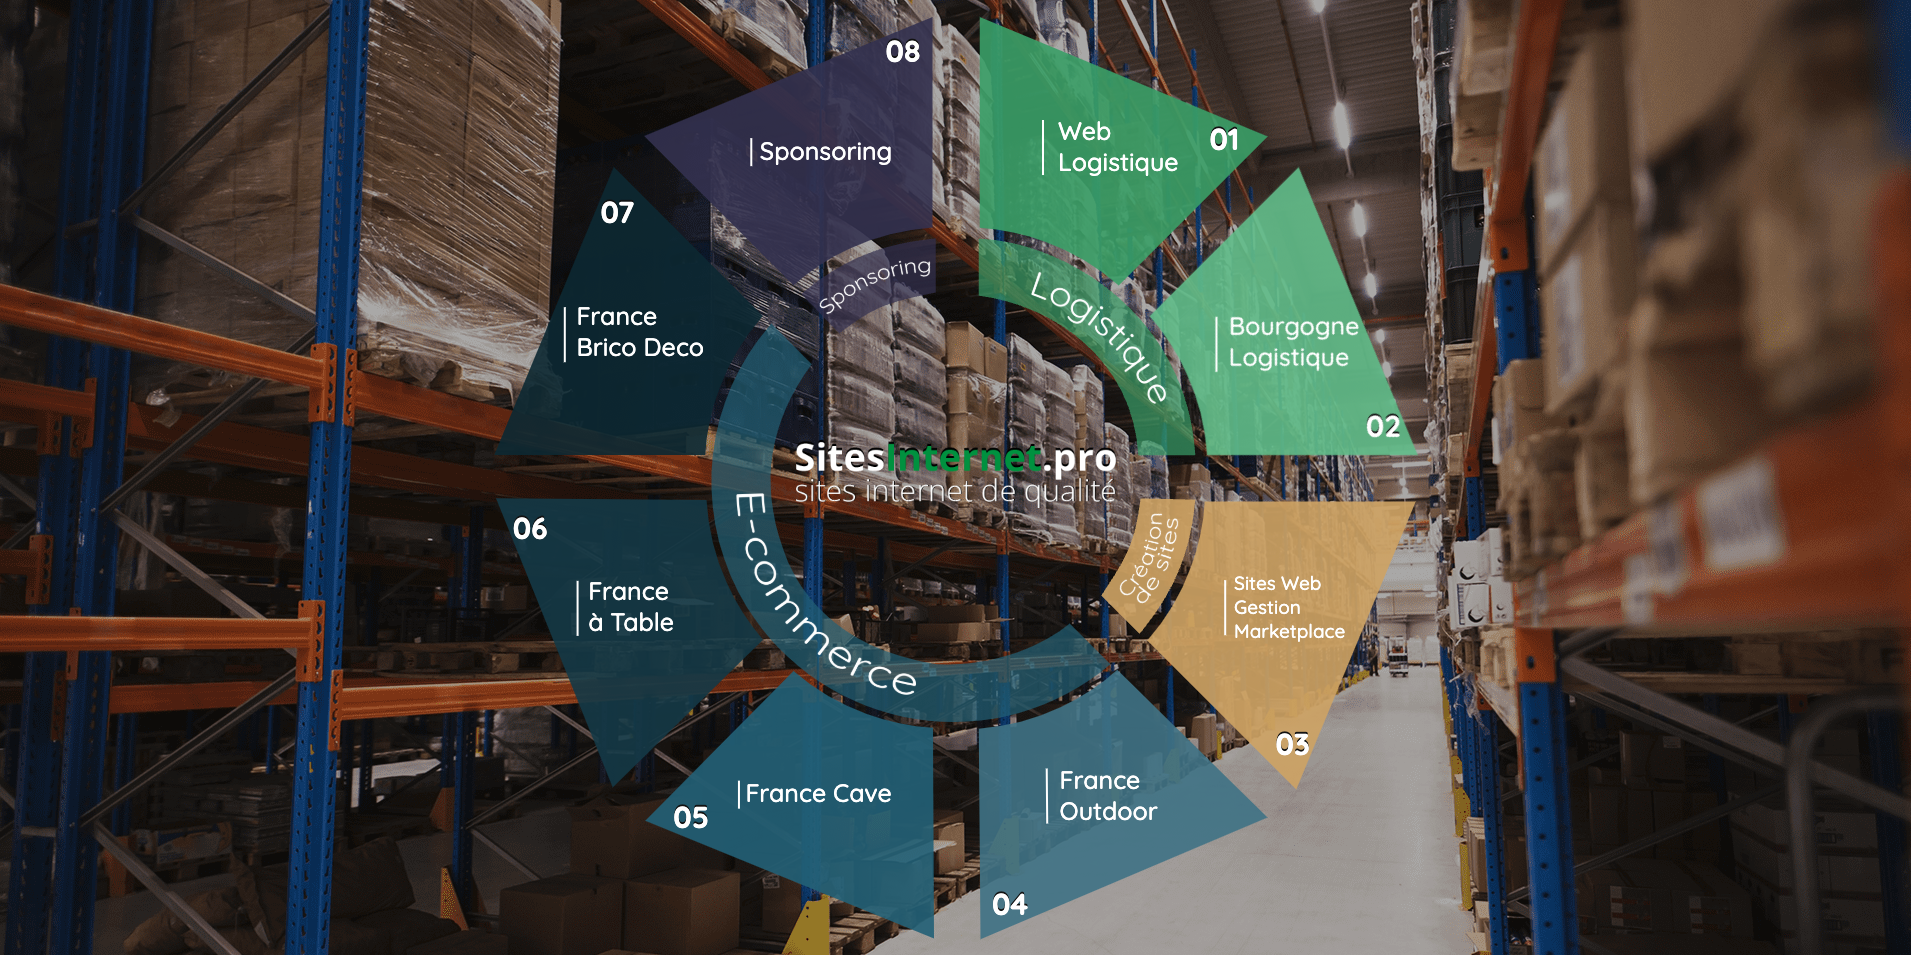 08
Sponsoring
01
Web
Logistique
07
France
Brico Deco
Sponsoring
Logistique
02
Bourgogne
Logistique
SitesInternet.pro
sites internet de qualité
06
France
à Table
E-commerce
Création
de sites
03
Sites Web
Gestion
Marketplace
05
France Cave
04
France
Outdoor